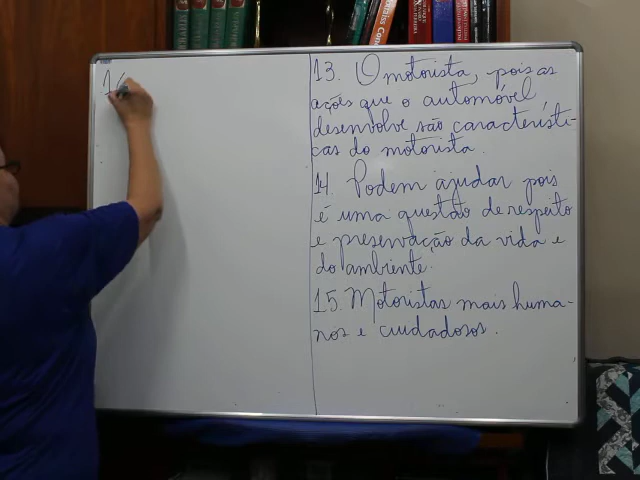 16
13. O motorista, pois as
ações que o automóvel
desenvolve são característi-
cas do motorista.
14. Podem ajudar pois
é uma questão de respeito
e preservação da vida e
do ambiente.
15. Motoristas mais huma-
nos e cuidadosos.